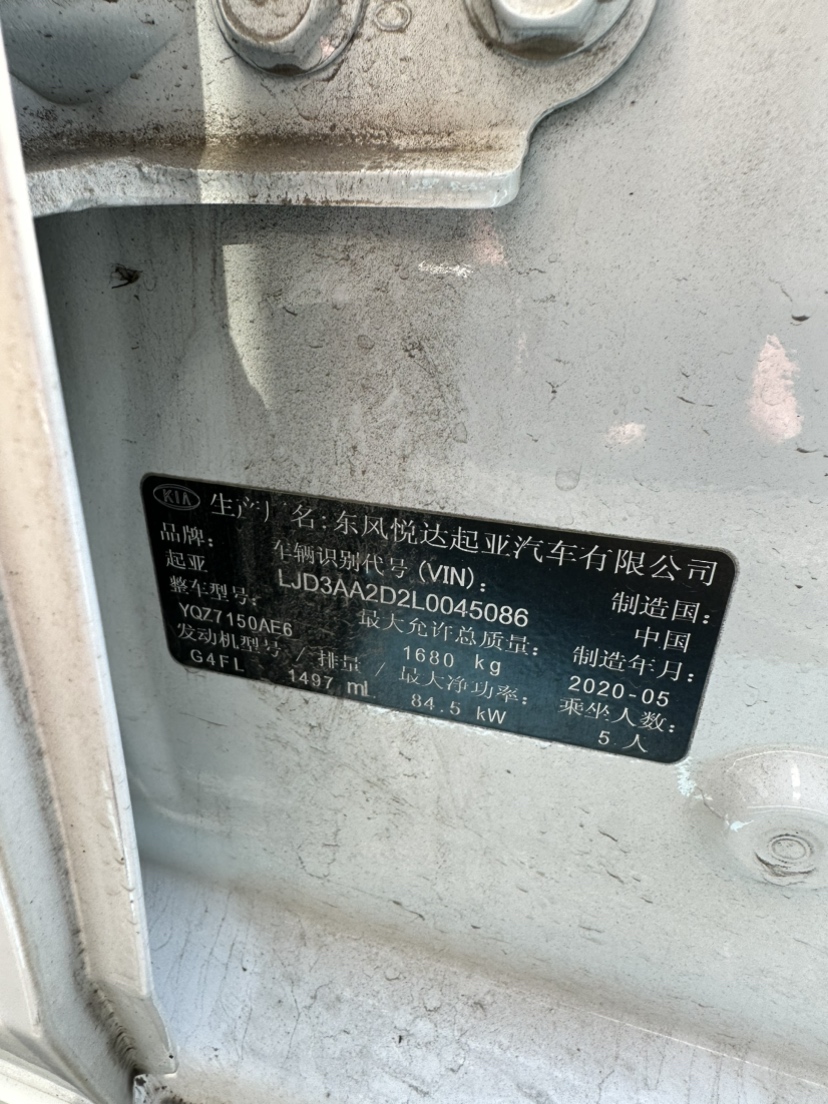 KIA 生产厂名:东风悦达起亚汽车有限公司
品牌: 车辆识别代号(VIN): 制造国:
起亚 LJD3AA2D2L0045086 中国
整车型号: 最大允许总质量: 制造年月:
YQZ7150AE6 1680 kg 2020-05
发动机型号/排量/最大净功率: 乘坐人数:
G4FL 1497 mL 84.5 kW 5 人